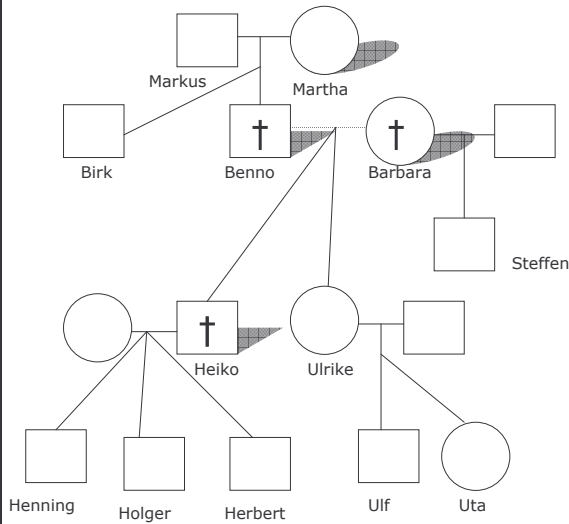 Markus
Martha
Birk
Benno
Barbara
Steffen
Heiko
Ulrike
Henning
Holger
Herbert
Ulf
Uta